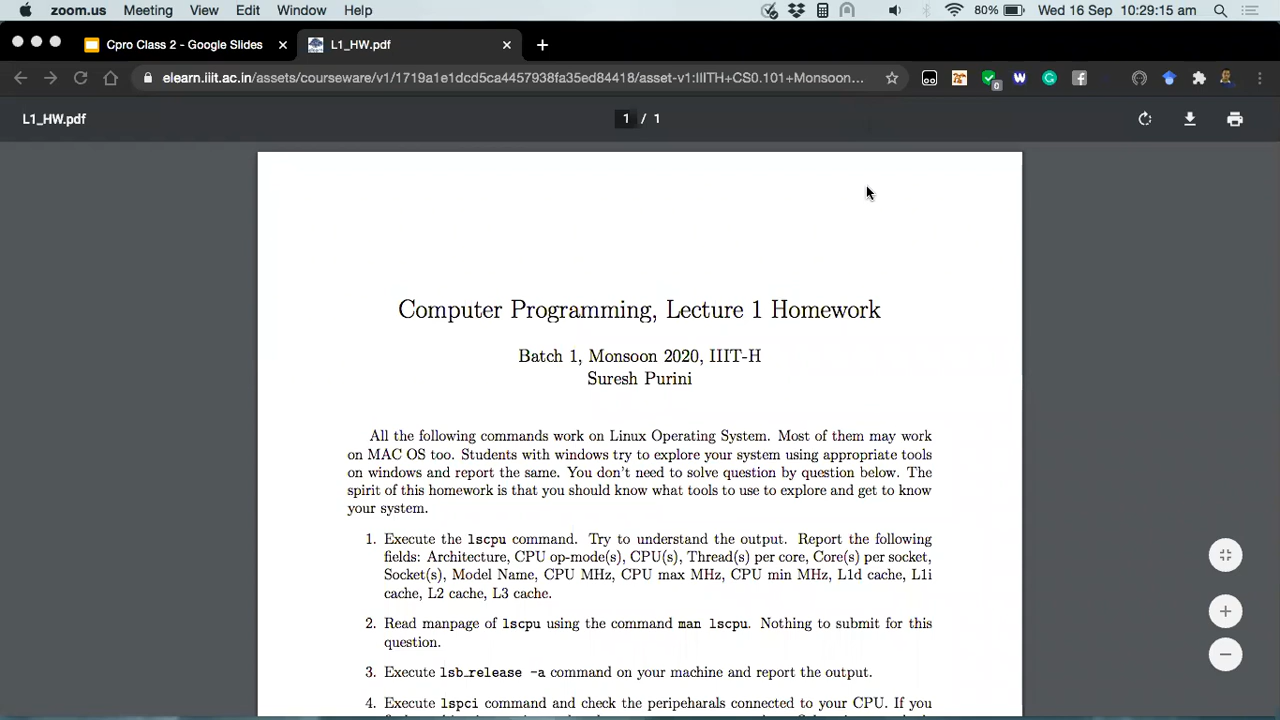 zoom.us Meeting View Edit Window Help 80% Wed 16 Sep 10:29:15 am
Cpro Class 2 - Google Slides L1_HW.pdf
elearn.iiit.ac.in/assets/courseware/v1/1719a1e1dcd5ca4457938fa35ed84418/asset-v1:IIITH+CS0.101+Monsoon...
L1_HW.pdf 1 / 1
Computer Programming, Lecture 1 Homework
Batch 1, Monsoon 2020, IIIT-H
Suresh Purini
All the following commands work on Linux Operating System. Most of them may work
on MAC OS too. Students with windows try to explore your system using appropriate tools
on windows and report the same. You don't need to solve question by question below. The
spirit of this homework is that you should know what tools to use to explore and get to know
your system.
1. Execute the lscpu command. Try to understand the output. Report the following
fields: Architecture, CPU op-mode(s), CPU(s), Thread(s) per core, Core(s) per socket,
Socket(s), Model Name, CPU MHz, CPU max MHz, CPU min MHz, L1d cache, L1i
cache, L2 cache, L3 cache.
2. Read manpage of lscpu using the command man lscpu. Nothing to submit for this
question.
3. Execute lsb_release -a command on your machine and report the output.
4. Execute lspci command and check the peripeharals connected to your CPU. If you